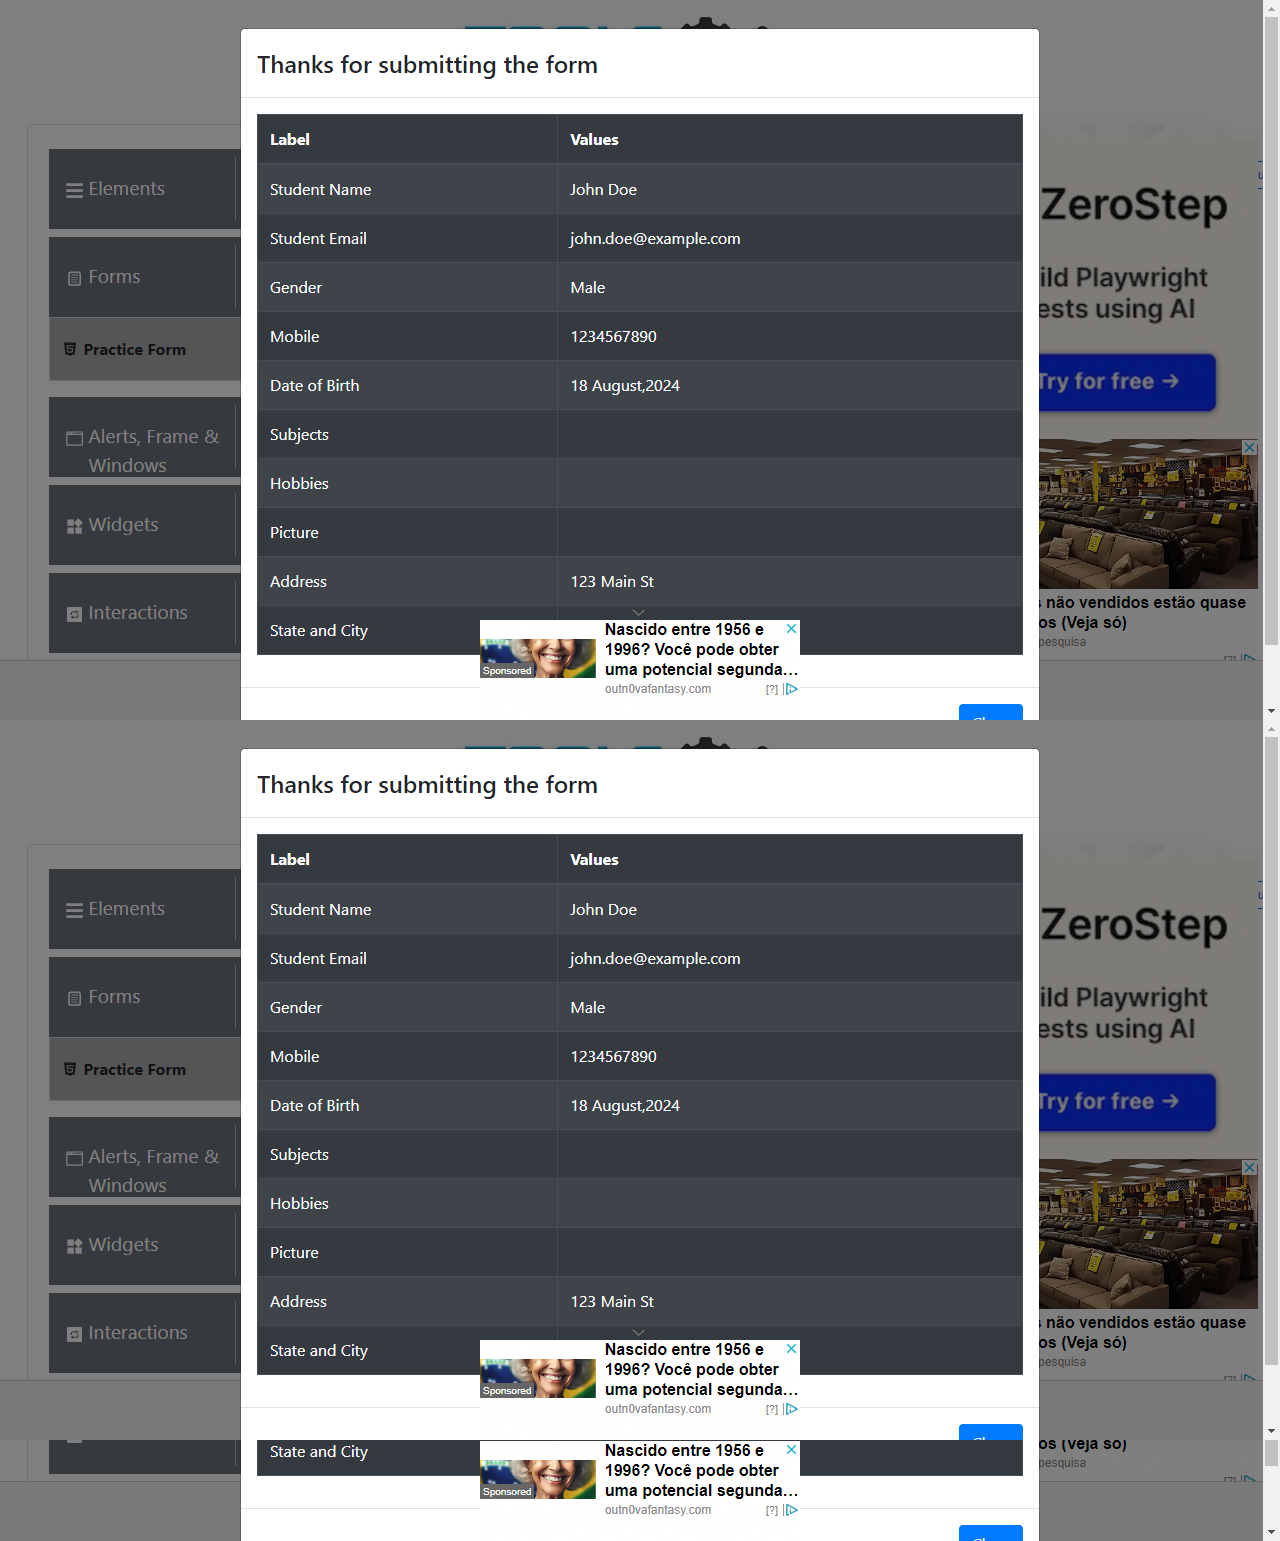 Thanks for submitting the form
Label Values
Student Name John Doe
Student Email john.doe@example.com
Gender Male
Mobile 1234567890
Date of Birth 18 August,2024
Subjects
Hobbies
Picture
Address 123 Main St
State and City
Elements
Forms
Practice Form
Alerts, Frame &
Windows
Widgets
Interactions
ZeroStep
ild Playwright
ests using AI
Try for free →
não vendidos estão quase
os (Veja só)
pesquisa
Nascido entre 1956 e
1996? Você pode obter
uma potencial segunda...
Sponsored
outn0vafantasy.com
[?]
Thanks for submitting the form
Label Values
Student Name John Doe
Student Email john.doe@example.com
Gender Male
Mobile 1234567890
Date of Birth 18 August,2024
Subjects
Hobbies
Picture
Address 123 Main St
State and City
Elements
Forms
Practice Form
Alerts, Frame &
Windows
Widgets
Interactions
ZeroStep
ild Playwright
ests using AI
Try for free →
não vendidos estão quase
os (Veja só)
pesquisa
Nascido entre 1956 e
1996? Você pode obter
uma potencial segunda...
Sponsored
outn0vafantasy.com
[?]
State and City
os (Veja só)
pesquisa
Nascido entre 1956 e
1996? Você pode obter
uma potencial segunda...
Sponsored
outn0vafantasy.com
[?]